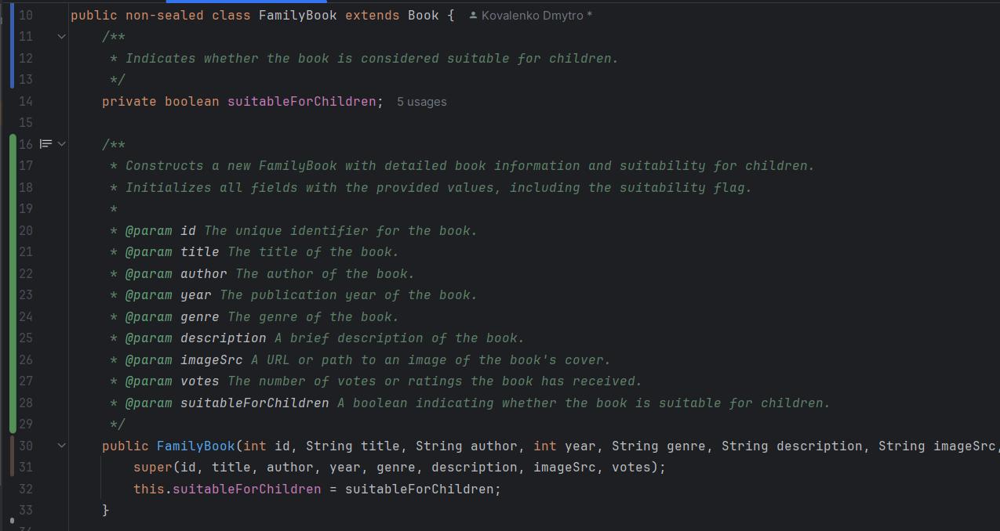 10 public non-sealed class FamilyBook extends Book { Kovalenko Dmytro *
11 /**
12 * Indicates whether the book is considered suitable for children.
13 */
14 private boolean suitableForChildren; 5 usages
15
16 /**
17 * Constructs a new FamilyBook with detailed book information and suitability for children.
18 * Initializes all fields with the provided values, including the suitability flag.
19 *
20 * @param id The unique identifier for the book.
21 * @param title The title of the book.
22 * @param author The author of the book.
23 * @param year The publication year of the book.
24 * @param genre The genre of the book.
25 * @param description A brief description of the book.
26 * @param imageSrc A URL or path to an image of the book's cover.
27 * @param votes The number of votes or ratings the book has received.
28 * @param suitableForChildren A boolean indicating whether the book is suitable for children.
29 */
30 public FamilyBook(int id, String title, String author, int year, String genre, String description, String imageSrc,
31 super(id, title, author, year, genre, description, imageSrc, votes);
32 this.suitableForChildren = suitableForChildren;
33 }